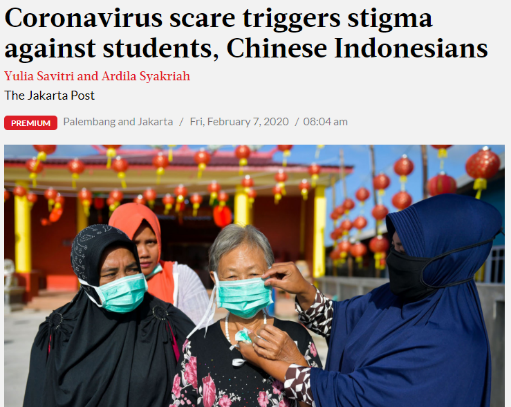 Coronavirus scare triggers stigma
against students, Chinese Indonesians
Yulia Savitri and Ardila Syakriah
The Jakarta Post
PREMIUM Palembang and Jakarta / Fri, February 7, 2020 / 08:04 am